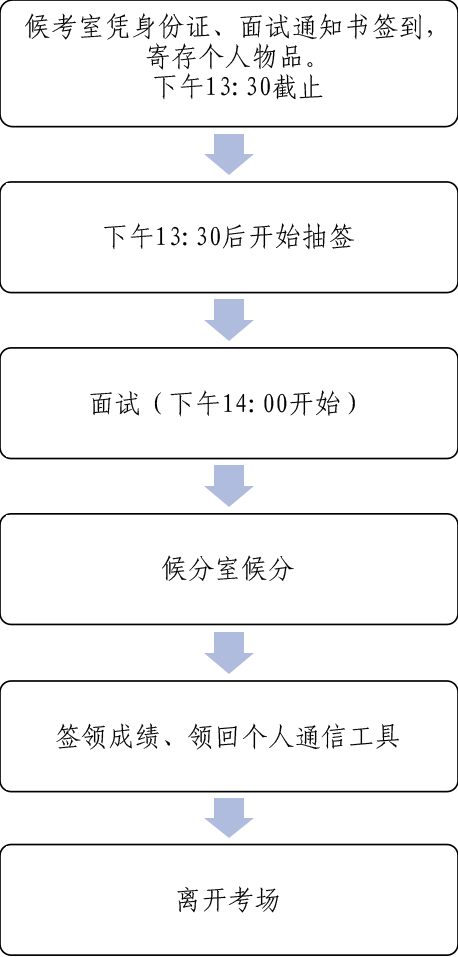 候考室凭身份证、面试通知书签到，
寄存个人物品。
下午13：30截止
下午13：30后开始抽签
面试（下午14：00开始）
候分室候分
签领成绩、领回个人通信工具
离开考场